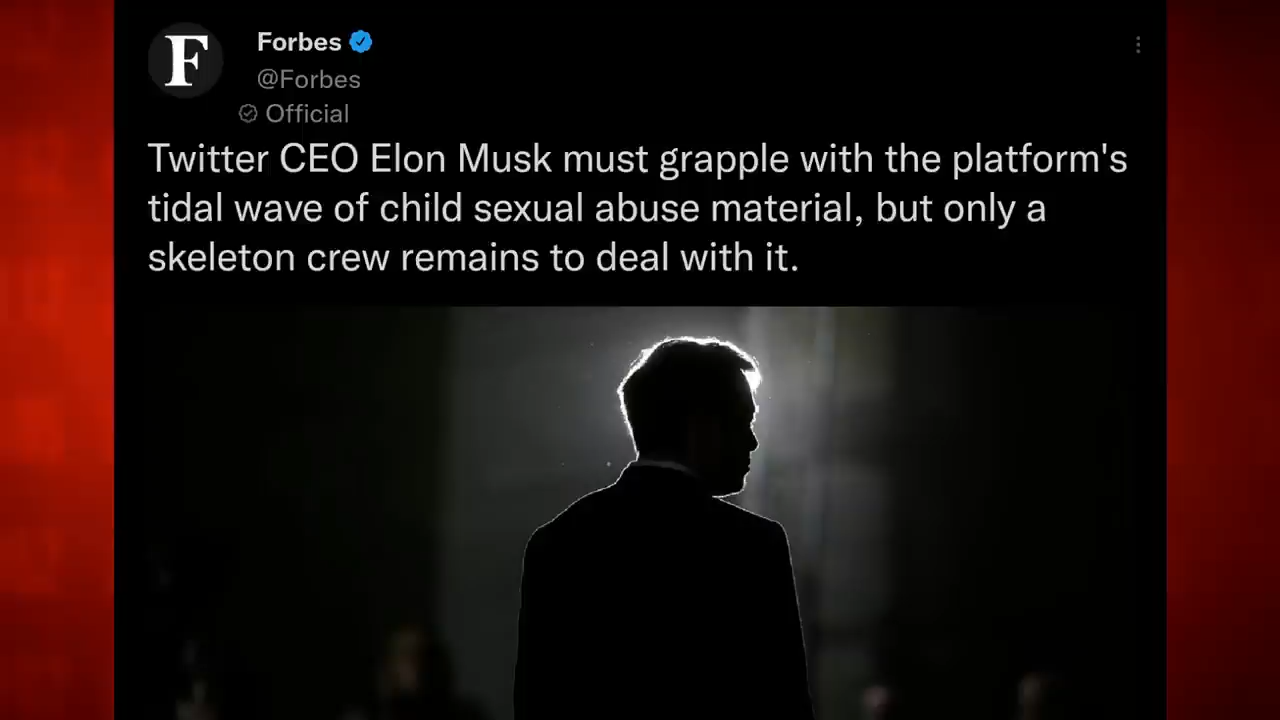 F
Forbes
@Forbes
Official
Twitter CEO Elon Musk must grapple with the platform's
tidal wave of child sexual abuse material, but only a
skeleton crew remains to deal with it.